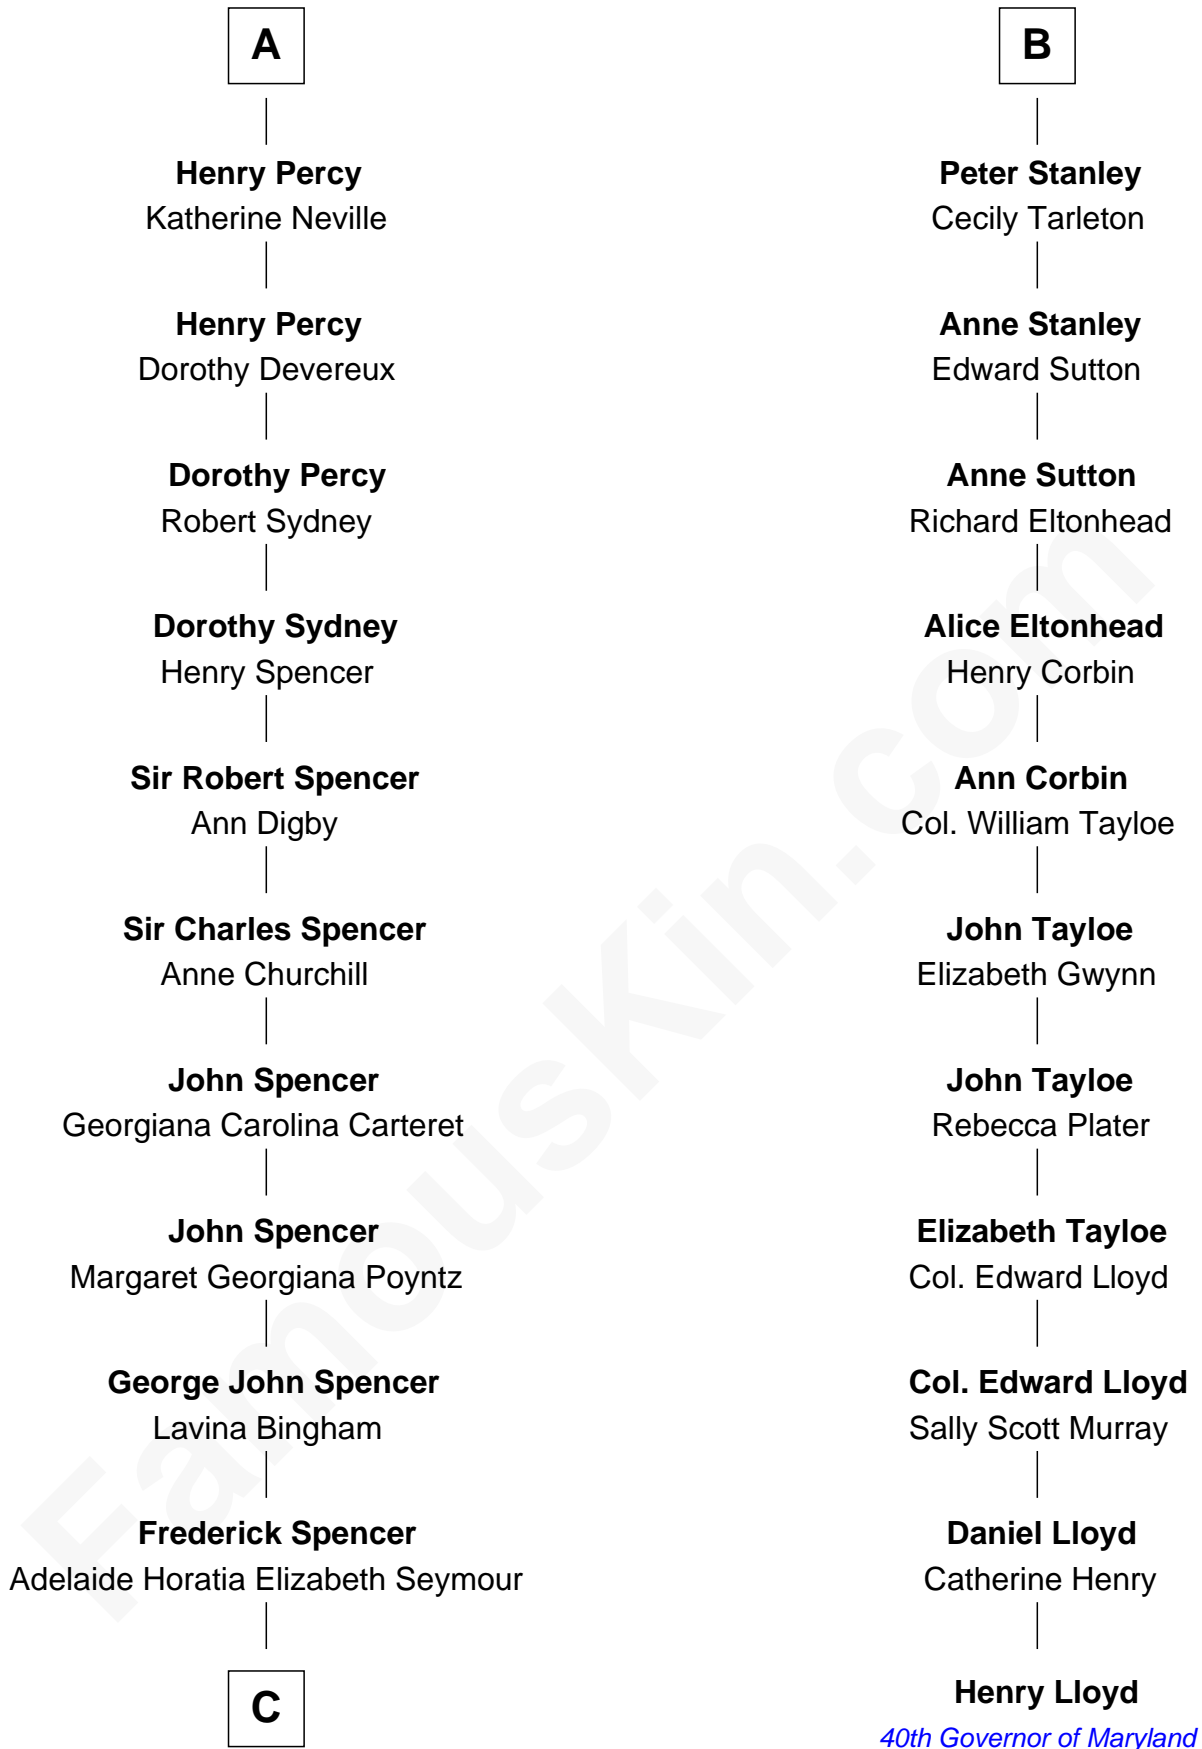 A
Henry Percy
Katherine Neville
Henry Percy
Dorothy Devereux
Dorothy Percy
Robert Sydney
Dorothy Sydney
Henry Spencer
Sir Robert Spencer
Ann Digby
Sir Charles Spencer
Anne Churchill
John Spencer
Georgiana Carolina Carteret
John Spencer
Margaret Georgiana Poyntz
George John Spencer
Lavina Bingham
Frederick Spencer
Adelaide Horatia Elizabeth Seymour
C
B
Peter Stanley
Cecily Tarleton
Anne Stanley
Edward Sutton
Anne Sutton
Richard Eltonhead
Alice Eltonhead
Henry Corbin
Ann Corbin
Col. William Tayloe
John Tayloe
Elizabeth Gwynn
John Tayloe
Rebecca Plater
Elizabeth Tayloe
Col. Edward Lloyd
Col. Edward Lloyd
Sally Scott Murray
Daniel Lloyd
Catherine Henry
Henry Lloyd
40th Governor of Maryland
FamousKin.com